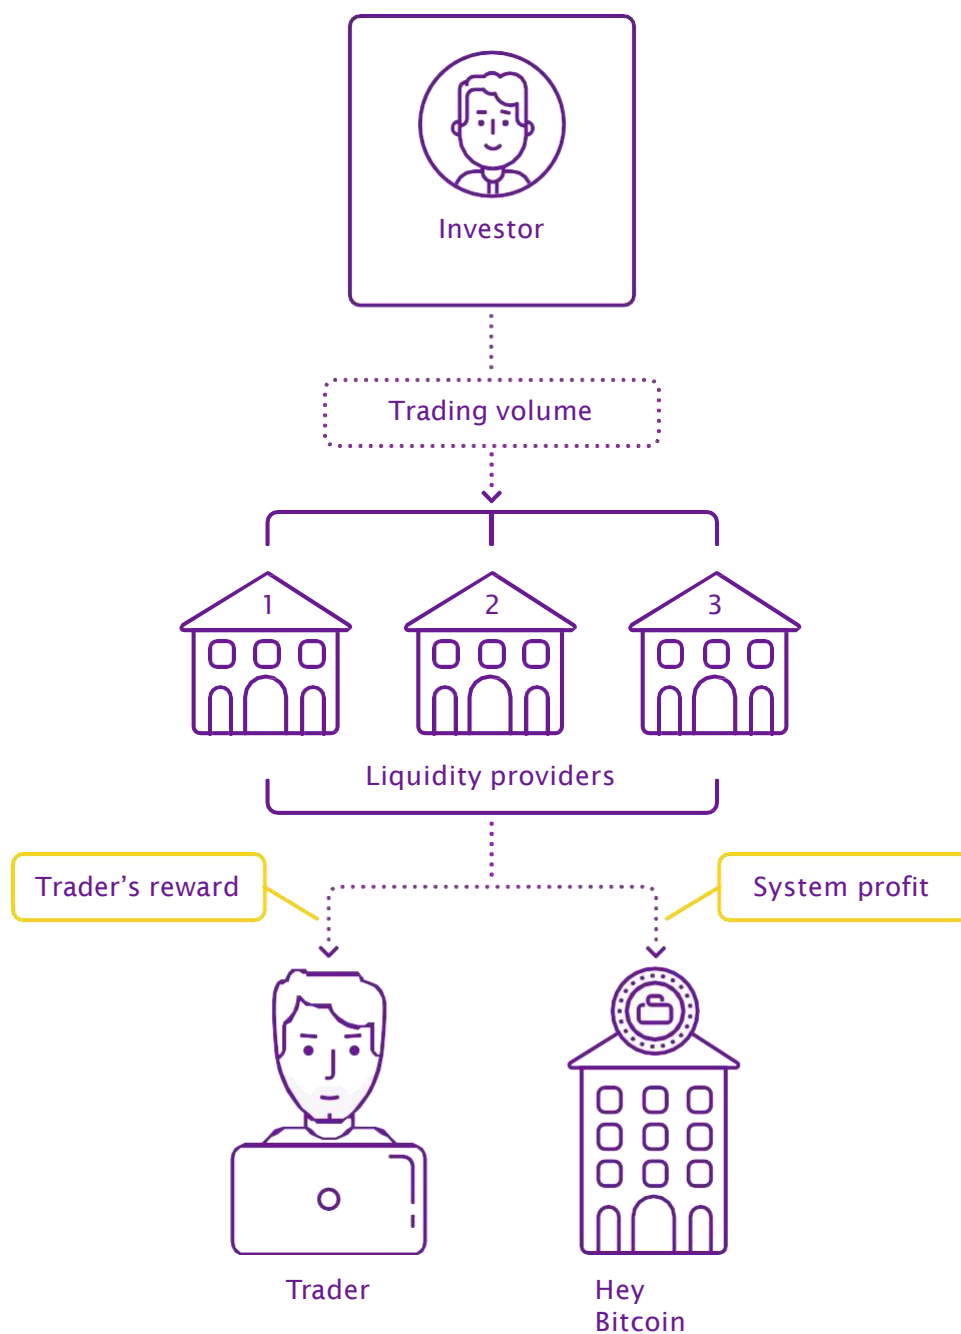 Investor
Trading volume
1
2
3
Liquidity providers
Trader’s reward
System profit
Trader
Hey
Bitcoin